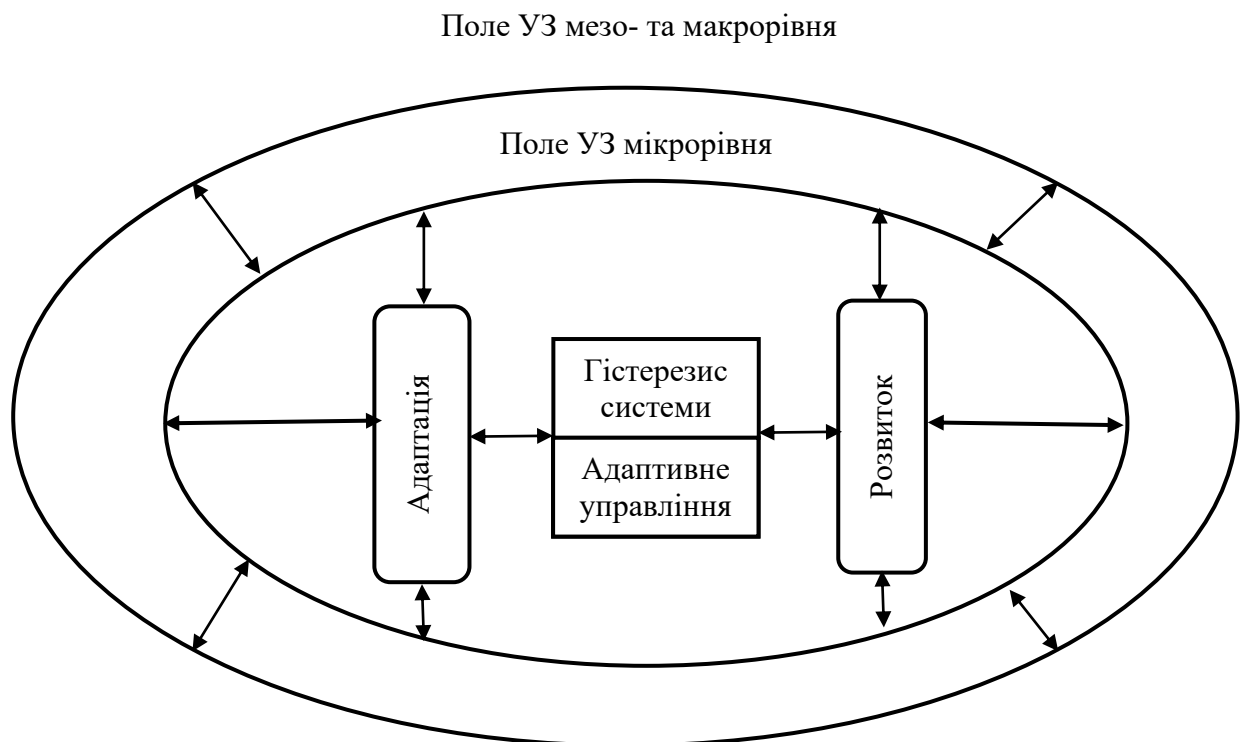 Поле УЗ мезо- та макрорівня
Поле УЗ мікрорівня
Адаптація
Гістерезис
системи
Адаптивне
управління
Розвиток